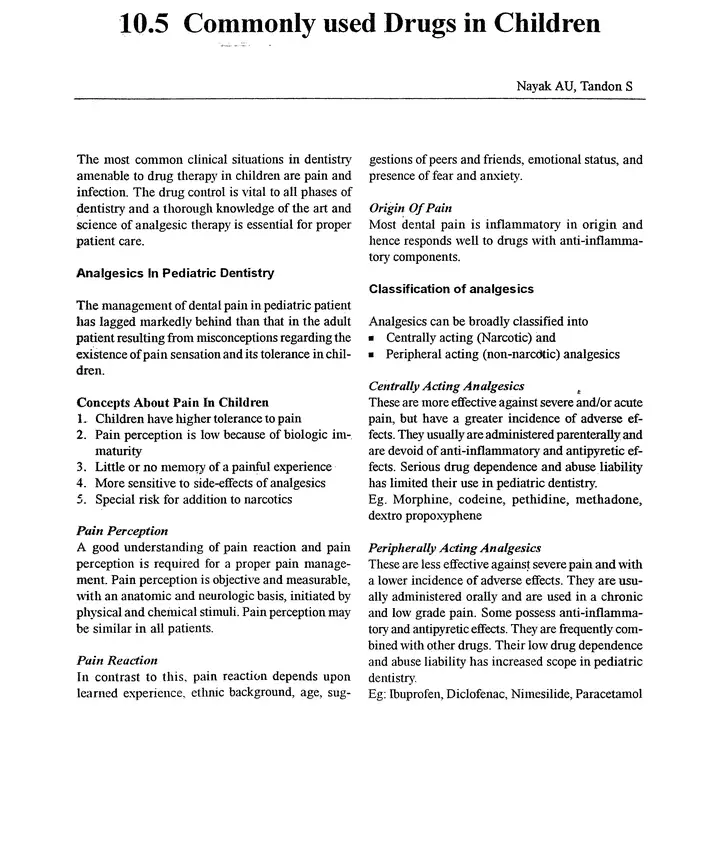 10.5 Commonly used Drugs in Children
Nayak AU, Tandon S
The most common clinical situations in dentistry
amenable to drug therapy in children are pain and
infection. The drug control is vital to all phases of
dentistry and a thorough knowledge of the art and
science of analgesic therapy is essential for proper
patient care.
Analgesics In Pediatric Dentistry
The management of dental pain in pediatric patient
has lagged markedly behind than that in the adult
patient resulting from misconceptions regarding the
existence of pain sensation and its tolerance in chil-
dren.
Concepts About Pain In Children
1. Children have higher tolerance to pain
2. Pain perception is low because of biologic im-
maturity
3. Little or no memory of a painful experience
4. More sensitive to side-effects of analgesics
5. Special risk for addition to narcotics
Pain Perception
A good understanding of pain reaction and pain
perception is required for a proper pain manage-
ment. Pain perception is objective and measurable,
with an anatomic and neurologic basis, initiated by
physical and chemical stimuli. Pain perception may
be similar in all patients.
Pain Reaction
In contrast to this, pain reaction depends upon
learned experience, ethnic background, age, sug-
gestions of peers and friends, emotional status, and
presence of fear and anxiety.
Origin Of Pain
Most dental pain is inflammatory in origin and
hence responds well to drugs with anti-inflamma-
tory components.
Classification of analgesics
Analgesics can be broadly classified into
▪ Centrally acting (Narcotic) and
▪ Peripheral acting (non-narcotic) analgesics
Centrally Acting Analgesics
These are more effective against severe and/or acute
pain, but have a greater incidence of adverse ef-
fects. They usually are administered parenterally and
are devoid of anti-inflammatory and antipyretic ef-
fects. Serious drug dependence and abuse liability
has limited their use in pediatric dentistry.
Eg. Morphine, codeine, pethidine, methadone,
dextro propoxyphene
Peripherally Acting Analgesics
These are less effective against severe pain and with
a lower incidence of adverse effects. They are usu-
ally administered orally and are used in a chronic
and low grade pain. Some possess anti-inflamma-
tory and antipyretic effects. They are frequently com-
bined with other drugs. Their low drug dependence
and abuse liability has increased scope in pediatric
dentistry.
Eg: Ibuprofen, Diclofenac, Nimesilide, Paracetamol